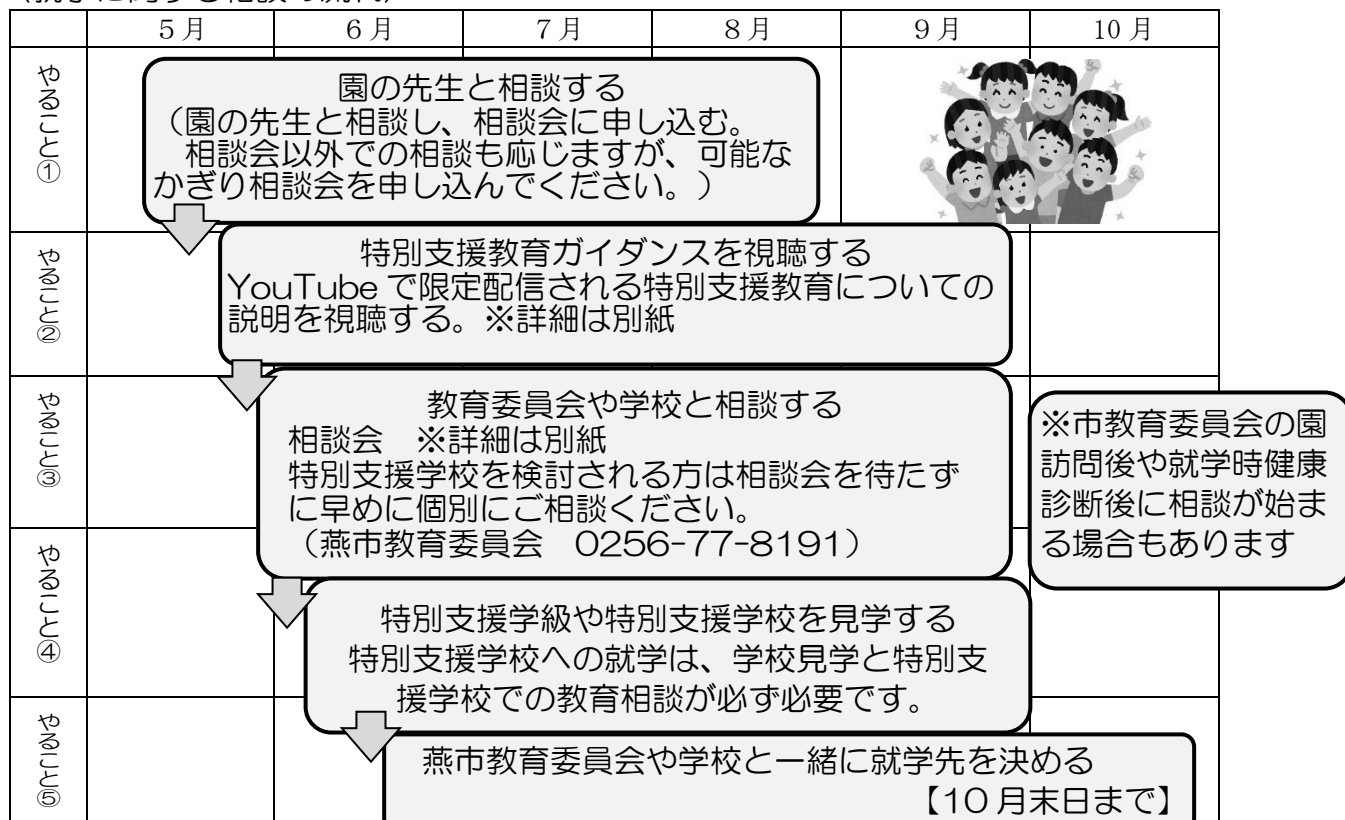 5月 6月 7月 8月 9月 10月
やること①
園の先生と相談する
（園の先生と相談し、相談会に申し込む。
相談会以外での相談も応じますが、可能な
かぎり相談会を申し込んでください。）
やること②
特別支援教育ガイダンスを視聴する
YouTubeで限定配信される特別支援教育についての
説明を視聴する。※詳細は別紙
やること③
教育委員会や学校と相談する
相談会　※詳細は別紙
特別支援学校を検討される方は相談会を待たず
に早めに個別にご相談ください。
（燕市教育委員会　0256-77-8191）
※市教育委員会の園
訪問後や就学時健康
診断後に相談が始ま
る場合もあります
やること④
特別支援学級や特別支援学校を見学する
特別支援学校への就学は、学校見学と特別支
援学校での教育相談が必ず必要です。
やること⑤
燕市教育委員会や学校と一緒に就学先を決める
【10月末日まで】